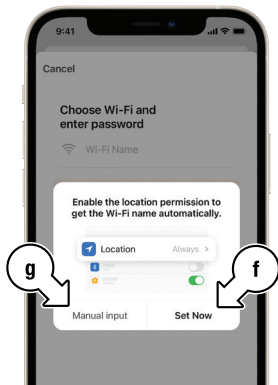 9:41
Cancel
Choose Wi-Fi and
enter password
Wi-Fi Name
Enable the location permission to
get the Wi-Fi name automatically.
Location Always >
g
f
Manual input Set Now